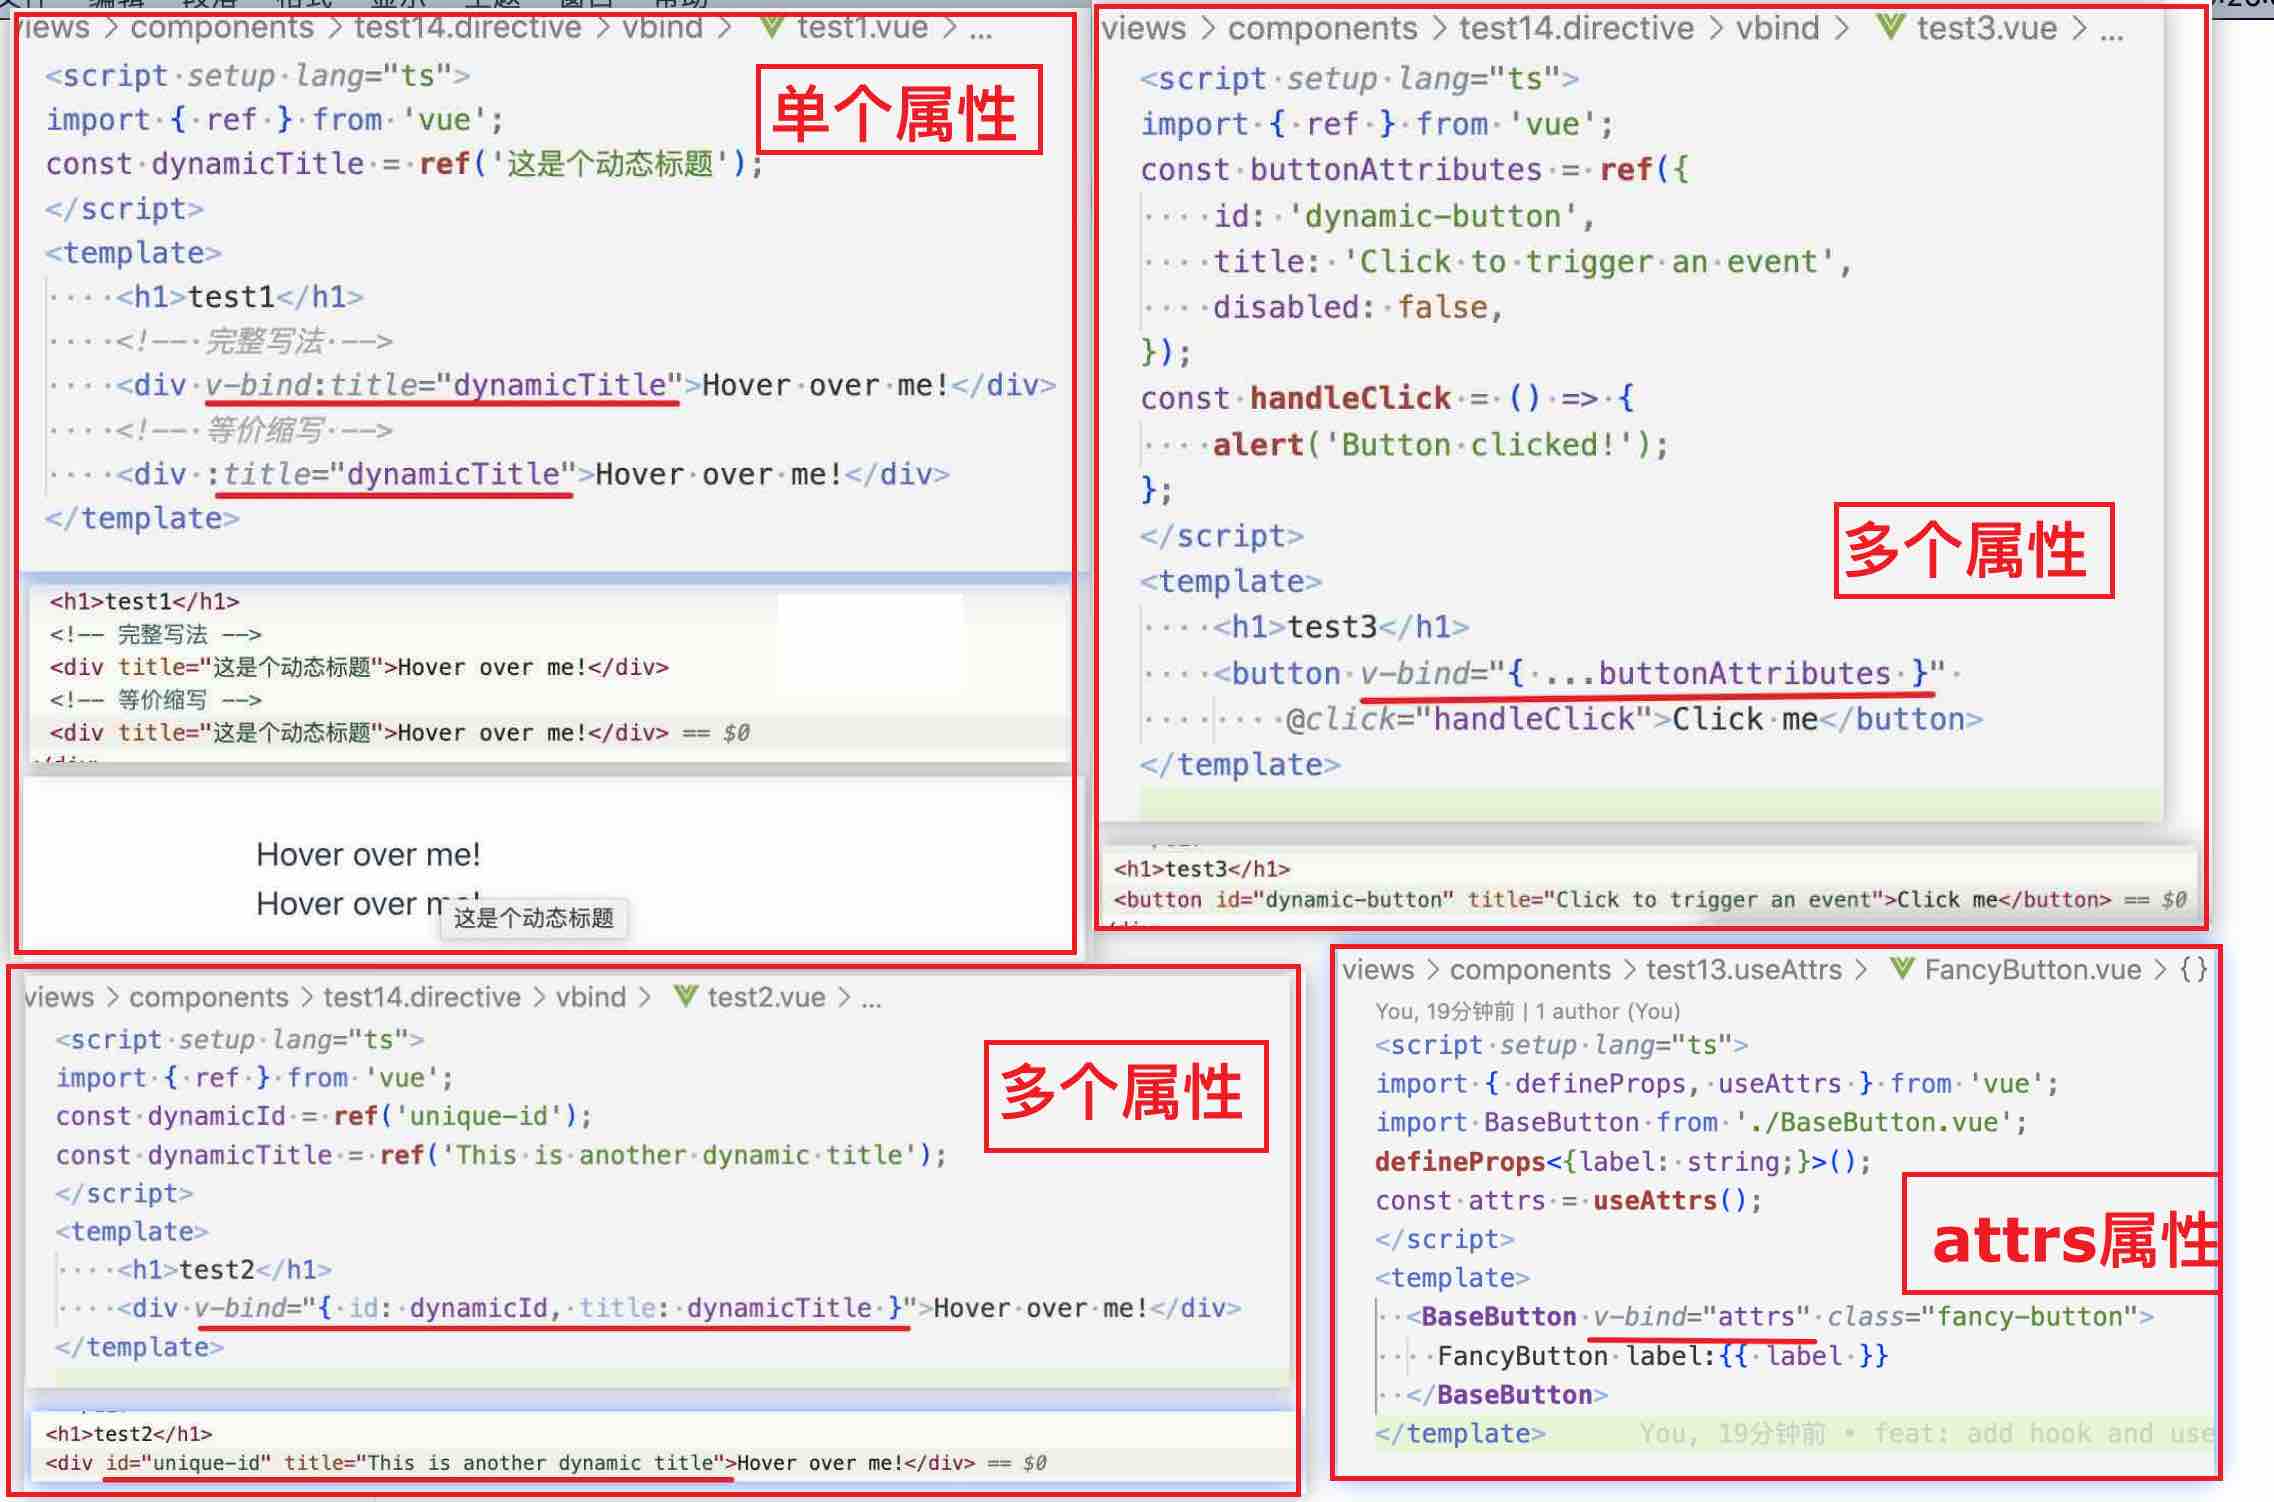 views > components > test14.directive > vbind > test1.vue > ...
<script setup lang="ts">
单个属性
import { ref } from 'vue';
const dynamicTitle = ref('这是个动态标题');
</script>
<template>
<h1>test1</h1>
<!-- 完整写法 -->
<div v-bind:title="dynamicTitle">Hover over me!</div>
<!-- 等价缩写 -->
<div :title="dynamicTitle">Hover over me!</div>
</template>
<h1>test1</h1>
<!-- 完整写法 -->
<div title="这是个动态标题">Hover over me!</div>
<!-- 等价缩写 -->
<div title="这是个动态标题">Hover over me!</div> == $0
Hover over me!
Hover over me!
这是个动态标题
views > components > test14.directive > vbind > test3.vue > ...
<script setup lang="ts">
import { ref } from 'vue';
const buttonAttributes = ref({
id: 'dynamic-button',
title: 'Click to trigger an event',
disabled: false,
});
const handleClick = () => {
alert('Button clicked!');
};
</script>
多个属性
<template>
<h1>test3</h1>
<button v-bind="{ ...buttonAttributes }"
@click="handleClick">Click me</button>
</template>
<h1>test3</h1>
<button id="dynamic-button" title="Click to trigger an event">Click me</button> == $0
views > components > test14.directive > vbind > test2.vue > ...
<script setup lang="ts">
import { ref } from 'vue';
多个属性
const dynamicId = ref('unique-id');
const dynamicTitle = ref('This is another dynamic title');
</script>
<template>
<h1>test2</h1>
<div v-bind="{ id: dynamicId, title: dynamicTitle }">Hover over me!</div>
</template>
<h1>test2</h1>
<div id="unique-id" title="This is another dynamic title">Hover over me!</div> == $0
views > components > test13.useAttrs > FancyButton.vue > {}
You, 19分钟前 | 1 author (You)
<script setup lang="ts">
import { defineProps, useAttrs } from 'vue';
import BaseButton from './BaseButton.vue';
defineProps<{label: string;}>();
const attrs = useAttrs();
</script>
attrs属性
<template>
<BaseButton v-bind="attrs" class="fancy-button">
FancyButton label:{{ label }}
</BaseButton>
</template> You, 19分钟前 • feat: add hook and use